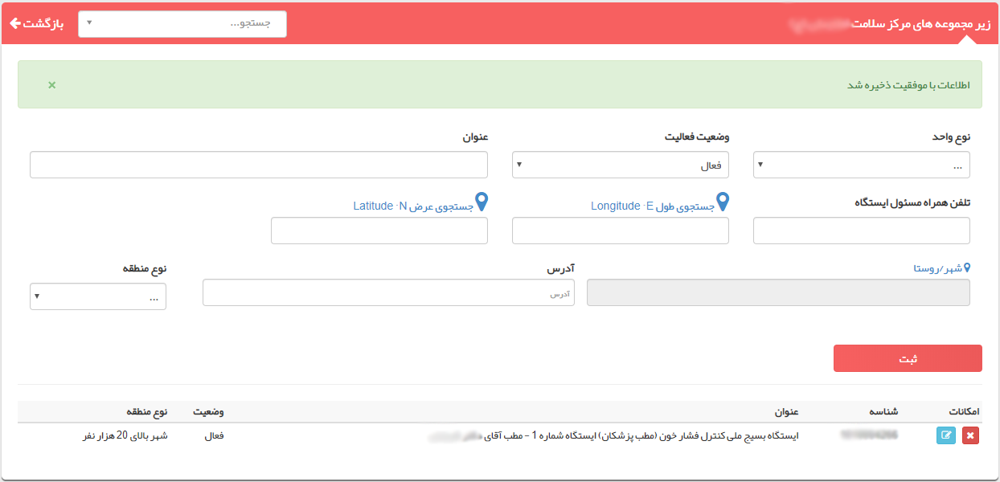 زیر مجموعه های مرکز سلامت
جستجو...
بازگشت
اطلاعات با موفقیت ذخیره شد
×
نوع واحد
وضعیت فعالیت
عنوان
...
فعال
تلفن همراه مسئول ایستگاه
جستجوی طول Longitude · E
جستجوی عرض Latitude · N
شهر/روستا
آدرس
نوع منطقه
آدرس
...
ثبت
امکانات شناسه عنوان وضعیت نوع منطقه
ایستگاه بسیج ملی کنترل فشار خون (مطب پزشکان) ایستگاه شماره 1 - مطب آقای فعال شهر بالای 20 هزار نفر